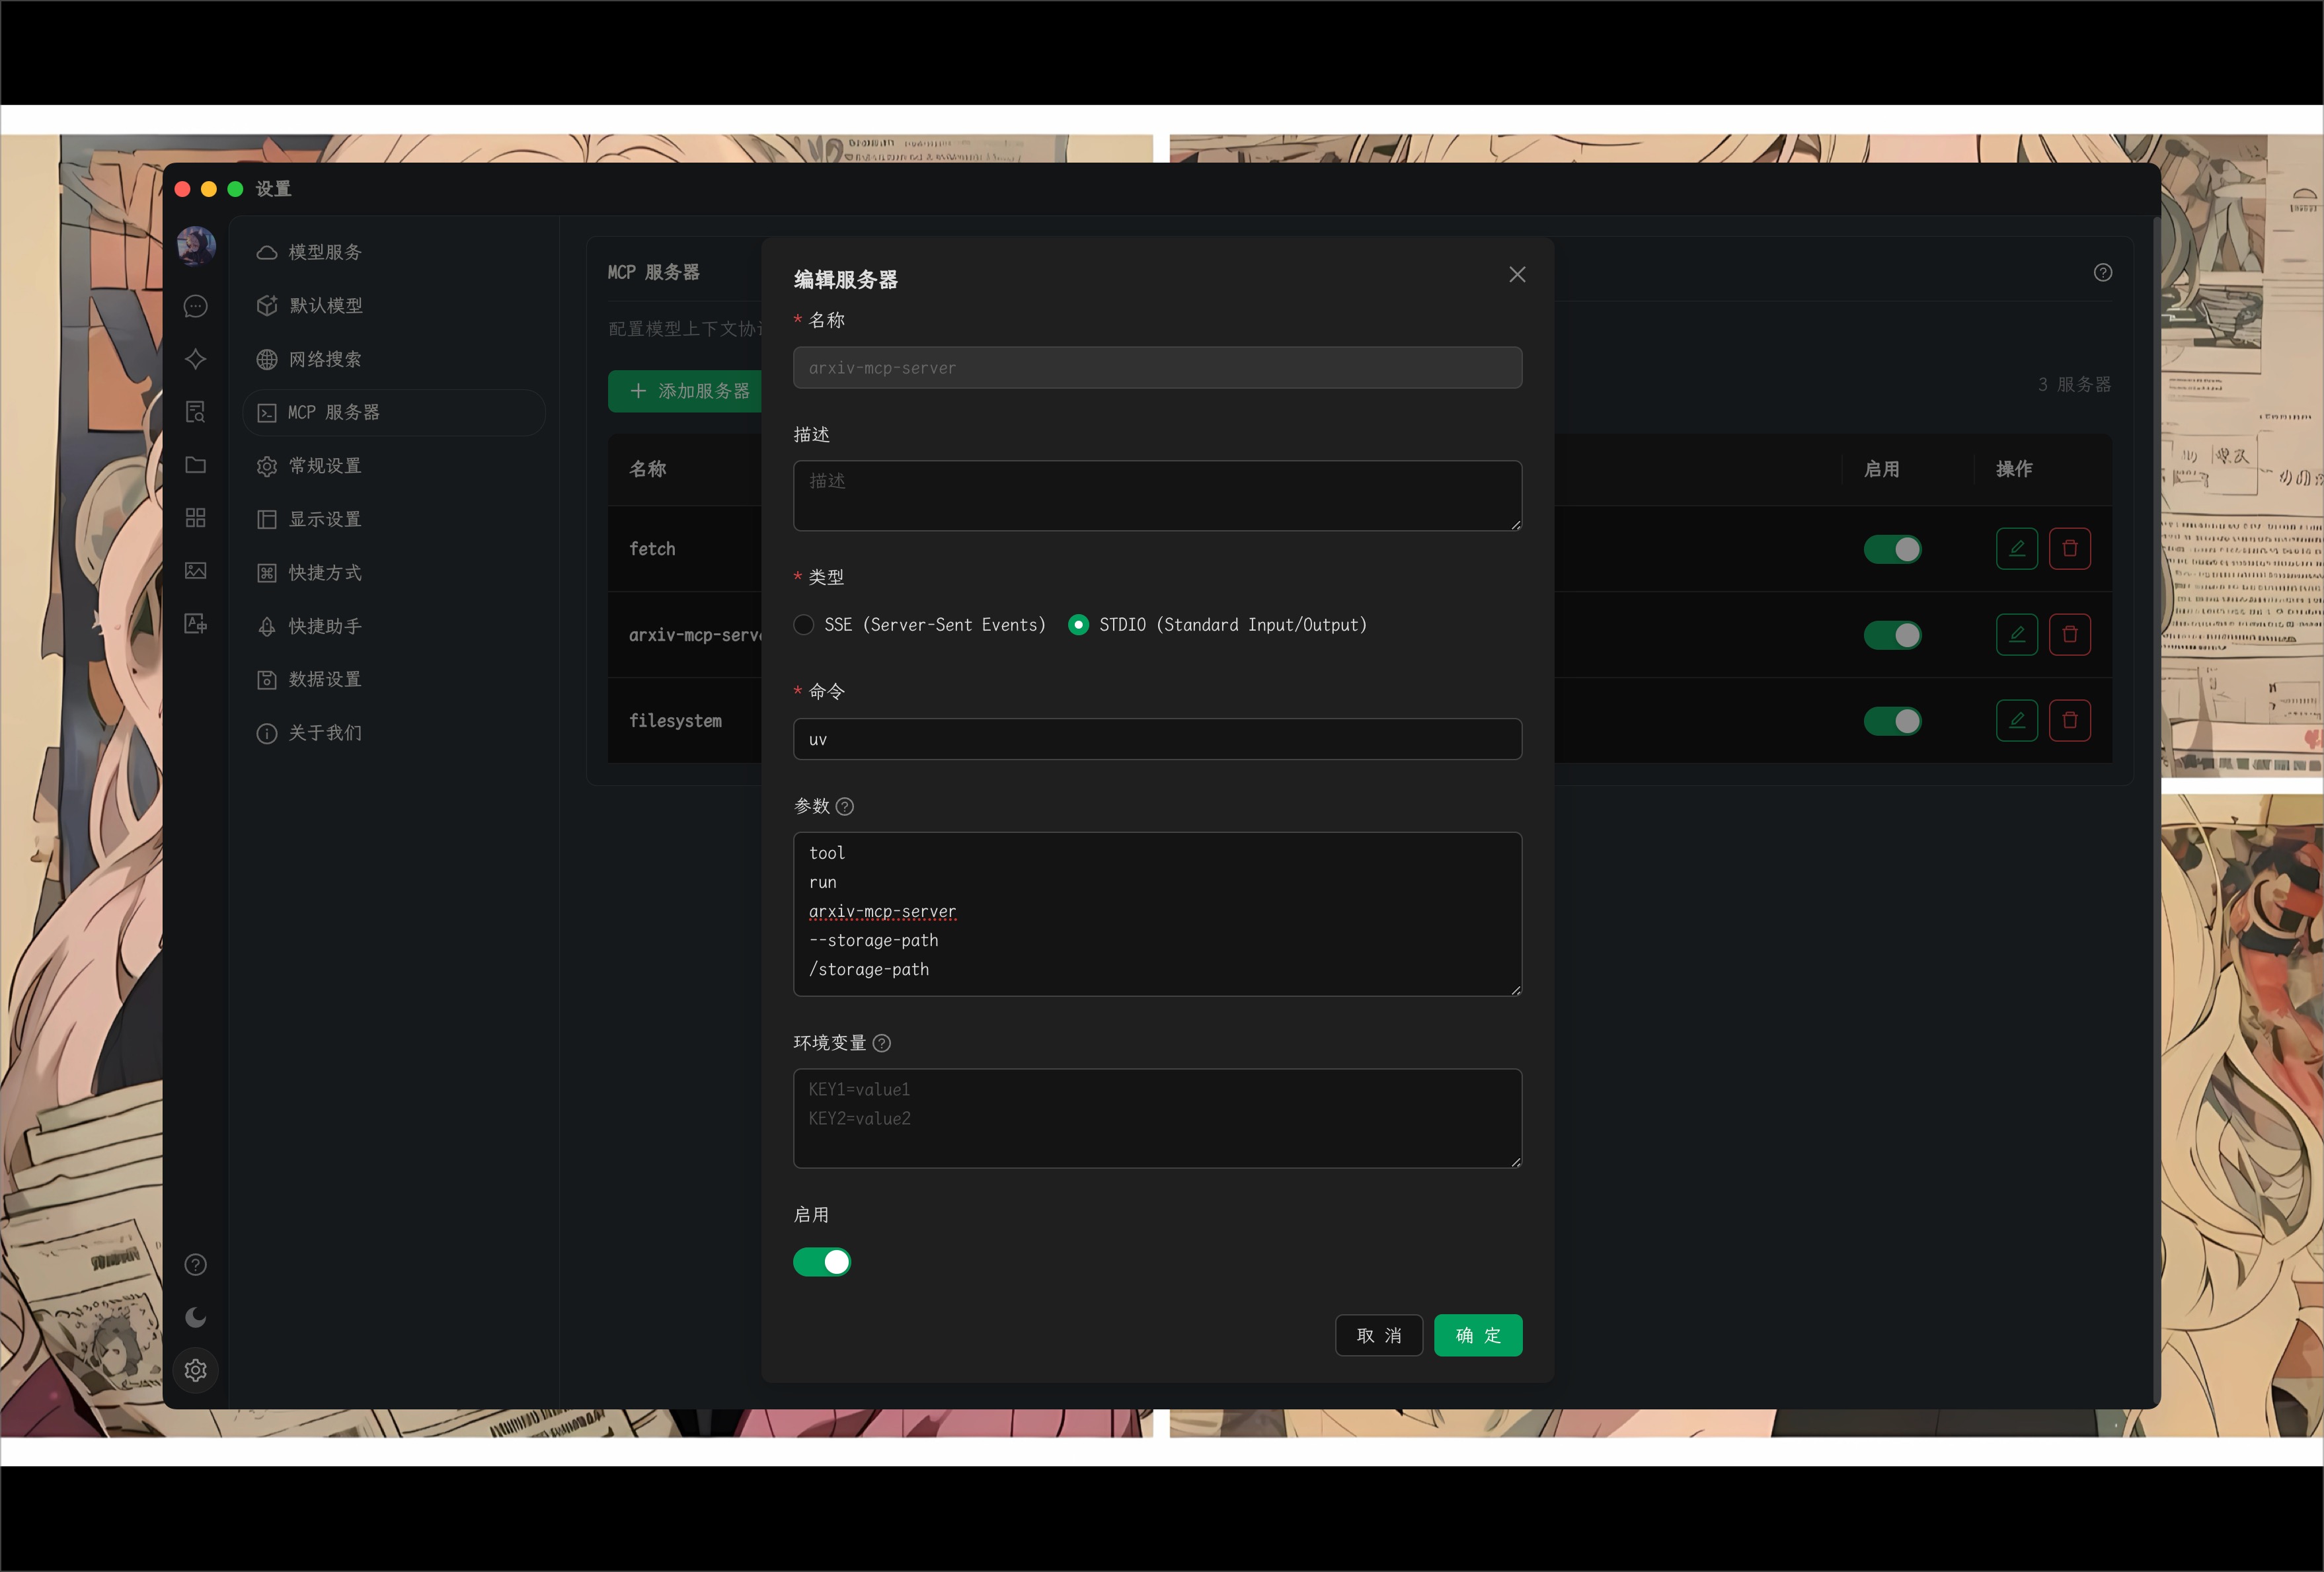 设置
模型服务
默认模型
网络搜索
MCP 服务器
常规设置
显示设置
快捷方式
快捷助手
数据设置
关于我们
MCP 服务器
配置模型上下文协
添加服务器
3 服务器
名称
启用
操作
fetch
arxiv-mcp-serve
filesystem
编辑服务器
* 名称
arxiv-mcp-server
描述
描述
* 类型
SSE (Server-Sent Events)
STDIO (Standard Input/Output)
* 命令
uv
参数
tool
run
arxiv-mcp-server
--storage-path
/storage-path
环境变量
KEY1=value1
KEY2=value2
启用
取 消
确 定